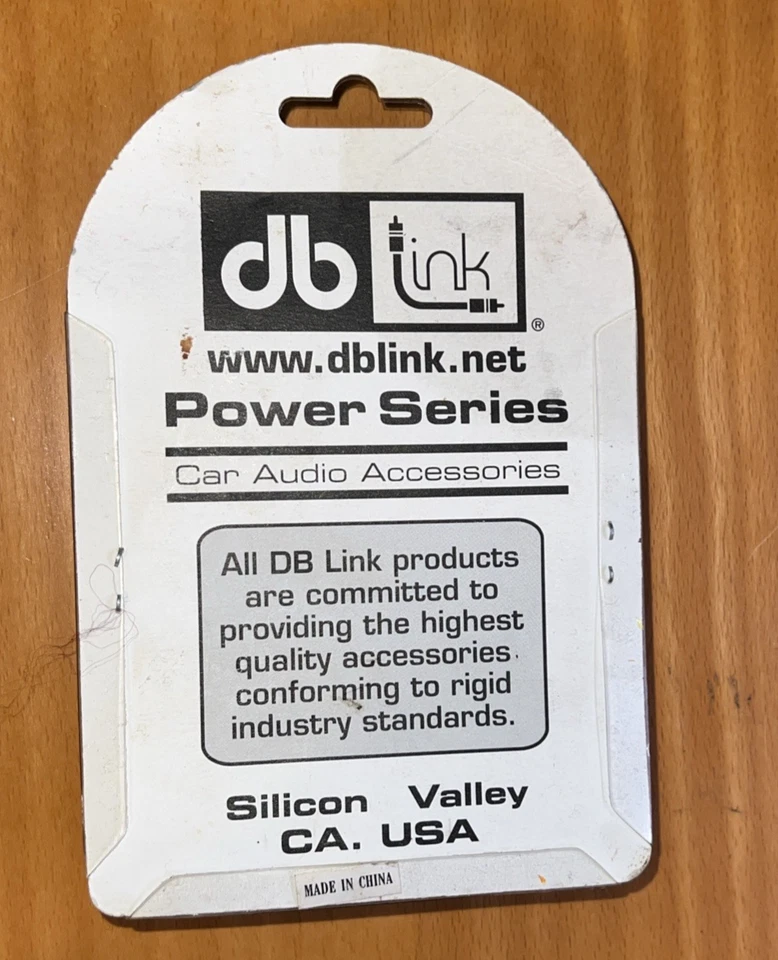 db Link
®
www.dblink.net
Power Series
Car Audio Accessories
All DB Link products
are committed to
providing the highest
quality accessories
conforming to rigid
industry standards.
Silicon Valley
CA. USA
MADE IN CHINA